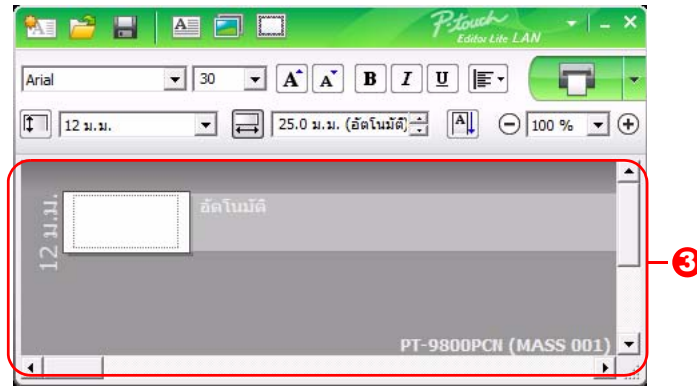 P-touch
Editor Lite LAN
Arial 30 A A B I U
12 ม.ม. 25.0 ม.ม. (อัตโนมัติ) A 100 %
12 ม.ม.
อัตโนมัติ
3
PT-9800PCN (MASS 001)